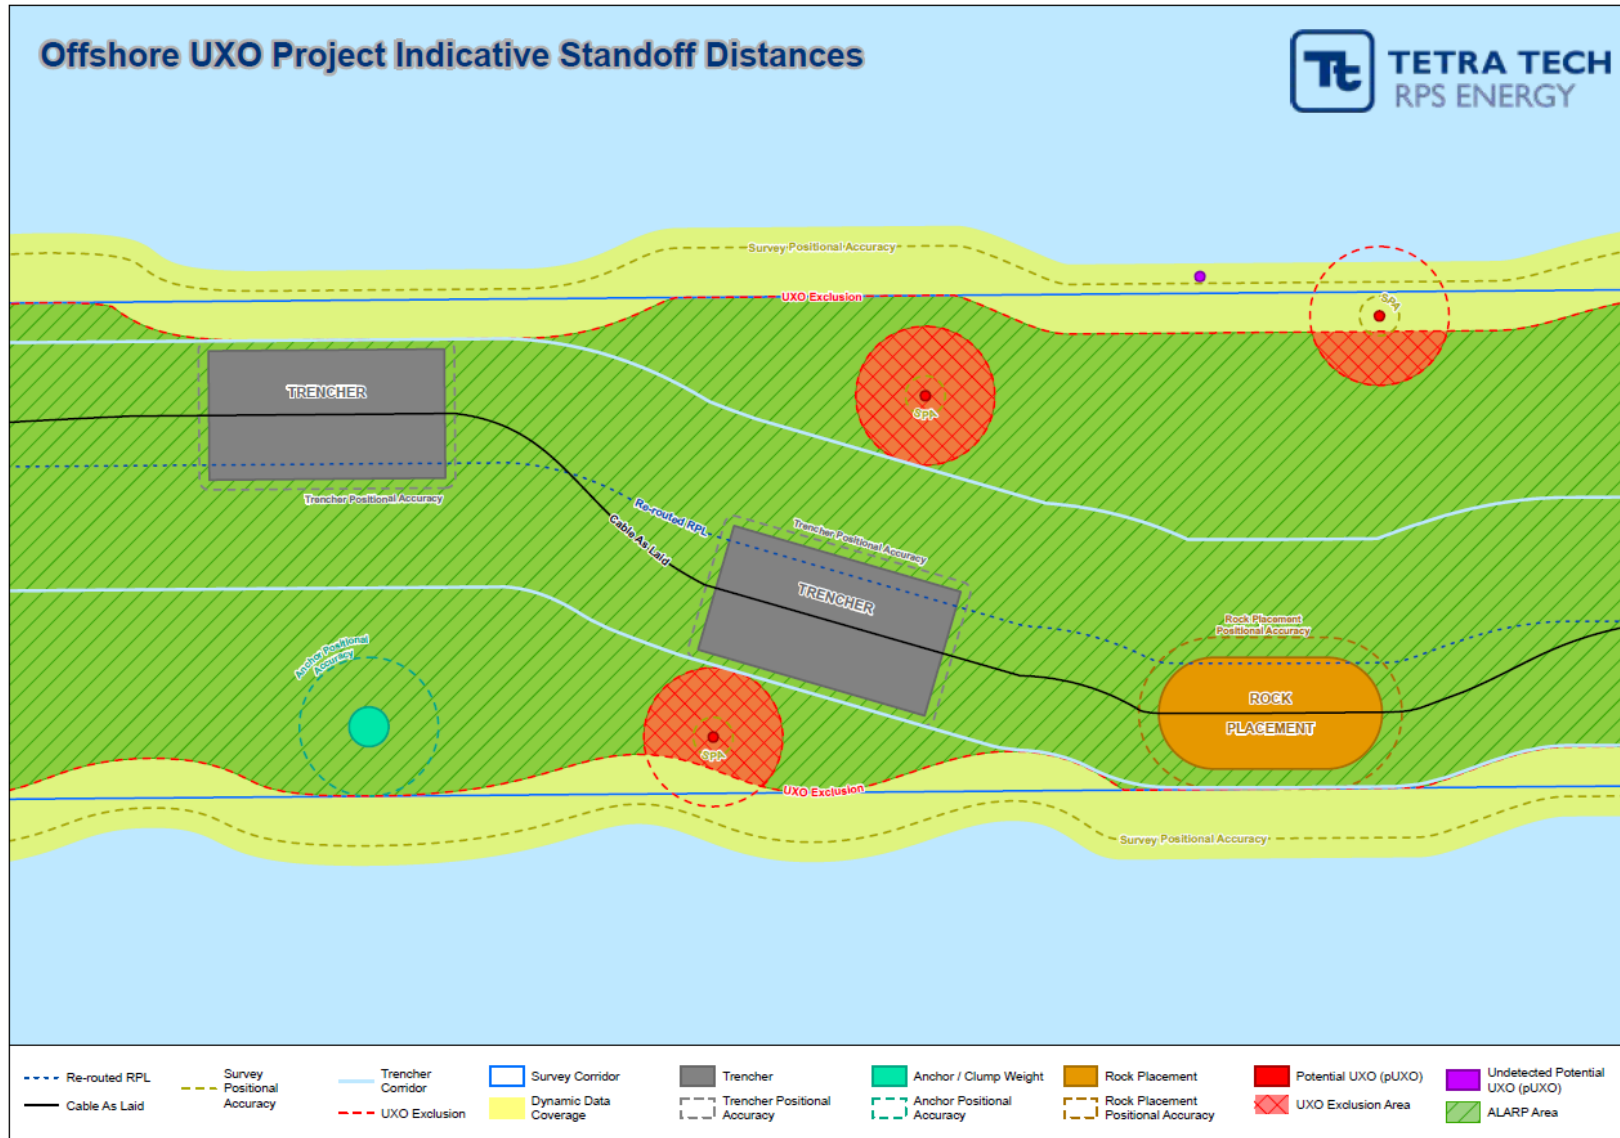 Offshore UXO Project Indicative Standoff Distances
Tt
TETRA TECH
RPS ENERGY
Survey Positional Accuracy
UXO Exclusion
SPA
TRENCHER
SPA
Trencher Positional Accuracy
Re-routed RPL
Cable As Laid
Trencher Positional Accuracy
TRENCHER
Rock Placement
Positional Accuracy
Anchor Positional
Accuracy
ROCK
PLACEMENT
SPA
UXO Exclusion
Survey Positional Accuracy
Re-routed RPL
Cable As Laid
Survey
Positional
Accuracy
Trencher
Corridor
UXO Exclusion
Survey Corridor
Dynamic Data
Coverage
Trencher
Trencher Positional
Accuracy
Anchor / Clump Weight
Anchor Positional
Accuracy
Rock Placement
Rock Placement
Positional Accuracy
Potential UXO (pUXO)
UXO Exclusion Area
Undetected Potential
UXO (pUXO)
ALARP Area